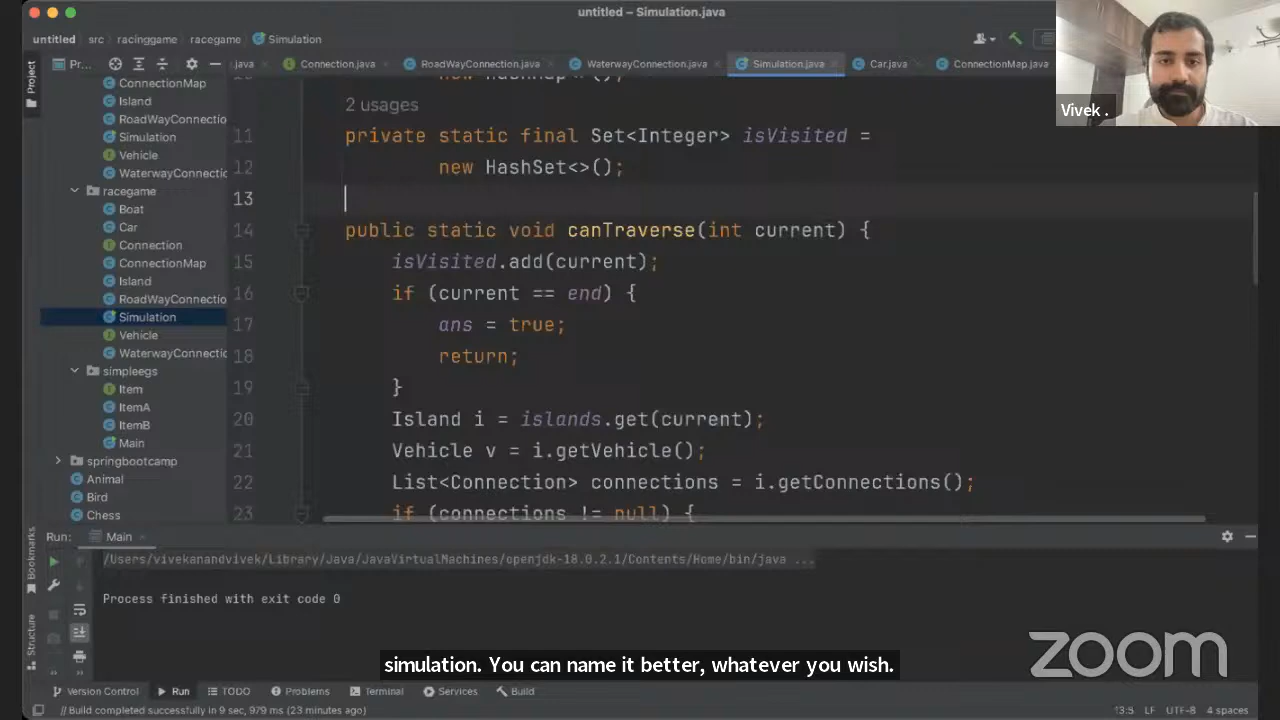 untitled – Simulation.java
untitled
src
racinggame
racegame
Simulation
Pr...
.java
Connection.java
RoadWayConnection.java
WaterwayConnection.java
Simulation.java
Car.java
ConnectionMap.java
Vivek .
Project
ConnectionMap
Island
RoadWayConnectio
Simulation
Vehicle
WaterwayConnectic
racegame
Boat
Car
Connection
ConnectionMap
Island
RoadWayConnectio
Simulation
Vehicle
WaterwayConnectic
simpleegs
Item
ItemA
ItemB
Main
springbootcamp
Animal
Bird
Chess
2 usages
11 private static final Set<Integer> isVisited =
12 new HashSet<>();
13
14 public static void canTraverse(int current) {
15 isVisited.add(current);
16 if (current == end) {
17 ans = true;
18 return;
19 }
20 Island i = islands.get(current);
21 Vehicle v = i.getVehicle();
22 List<Connection> connections = i.getConnections();
23 if (connections != null) {
Bookmarks
Structure
Run:
Main
/Users/vivekanandvivek/Library/Java/JavaVirtualMachines/openjdk-18.0.2.1/Contents/Home/bin/java ...
Process finished with exit code 0
simulation. You can name it better, whatever you wish.
zoom
Version Control
Run
TODO
Problems
Terminal
Services
Build
// Build completed successfully in 9 sec, 979 ms (23 minutes ago)
13:5
LF
UTF-8
4 spaces